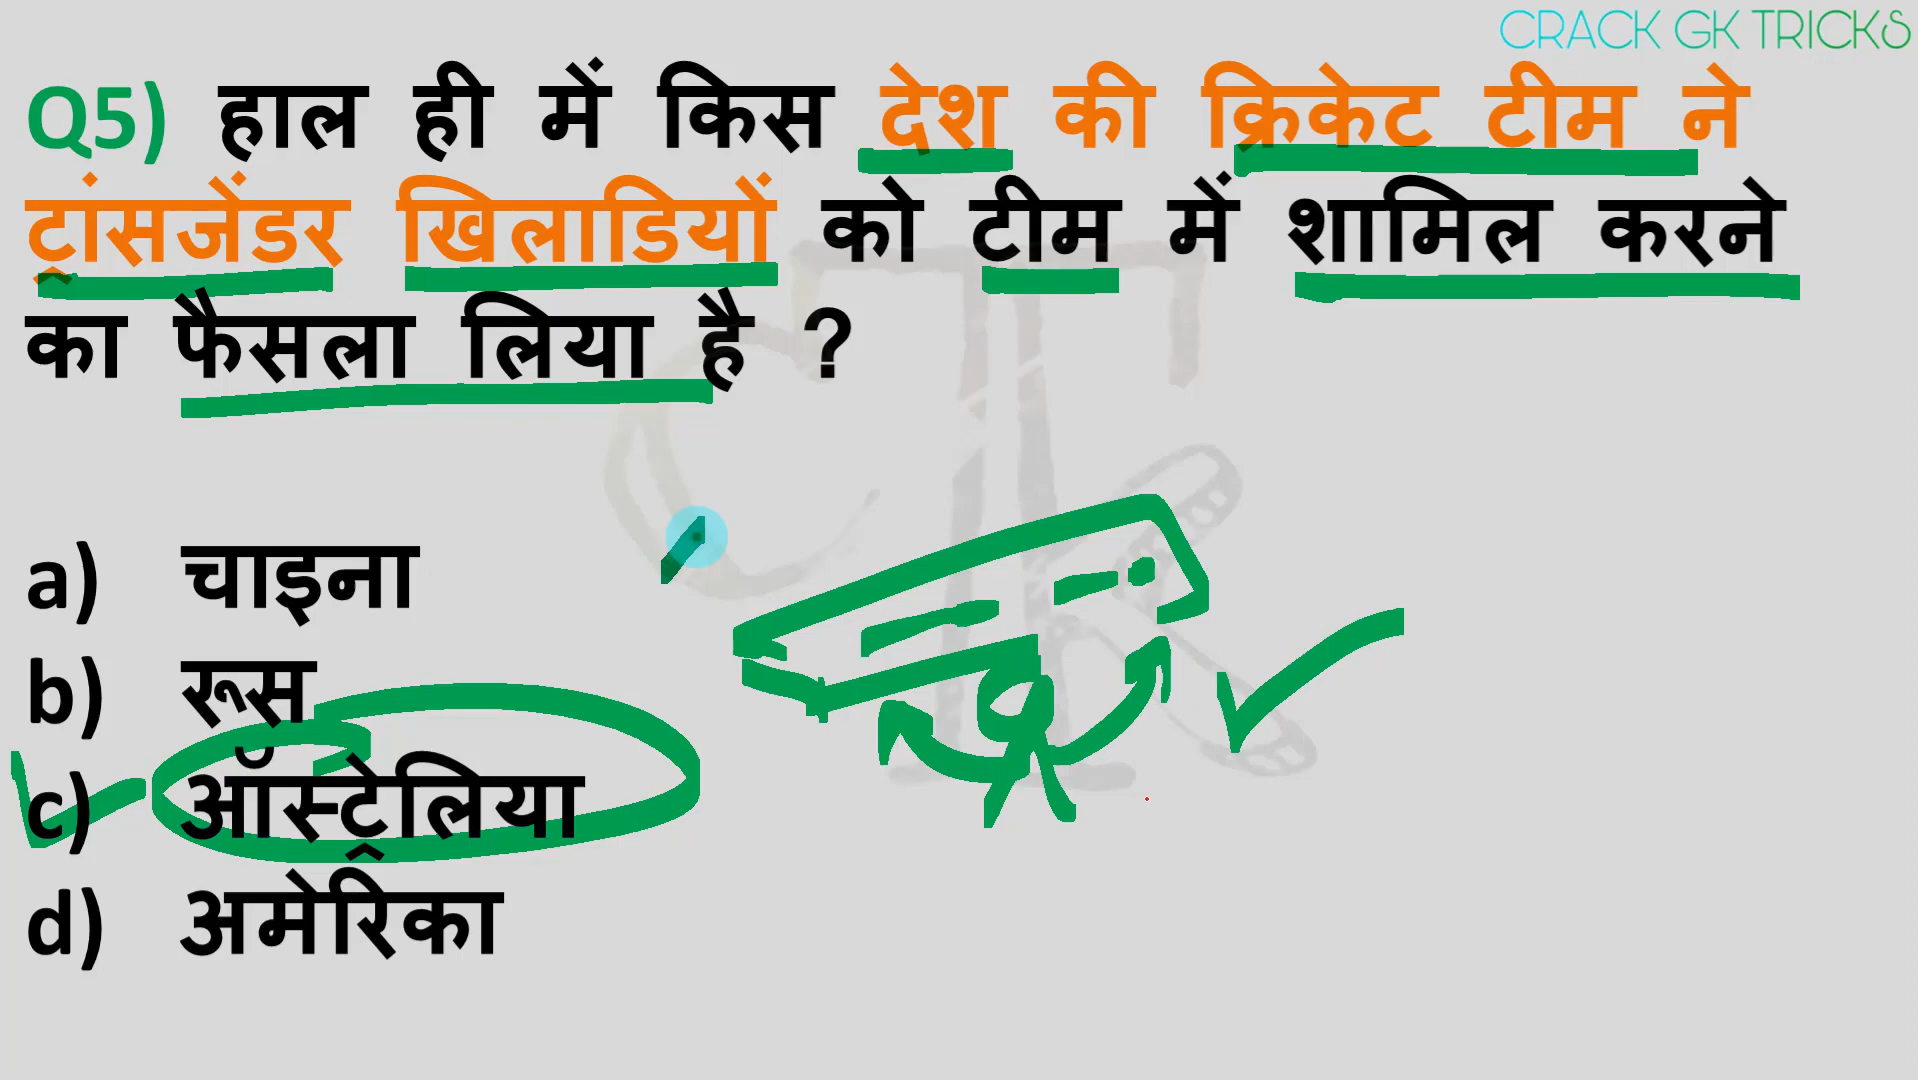 CRACK GK TRICKS
Q5) हाल ही में किस देश की क्रिकेट टीम ने
ट्रांसजेंडर खिलाडियों को टीम में शामिल करने
का फैसला लिया है ?
a) चाइना
b) रूस
c) ऑस्ट्रेलिया
d) अमेरिका